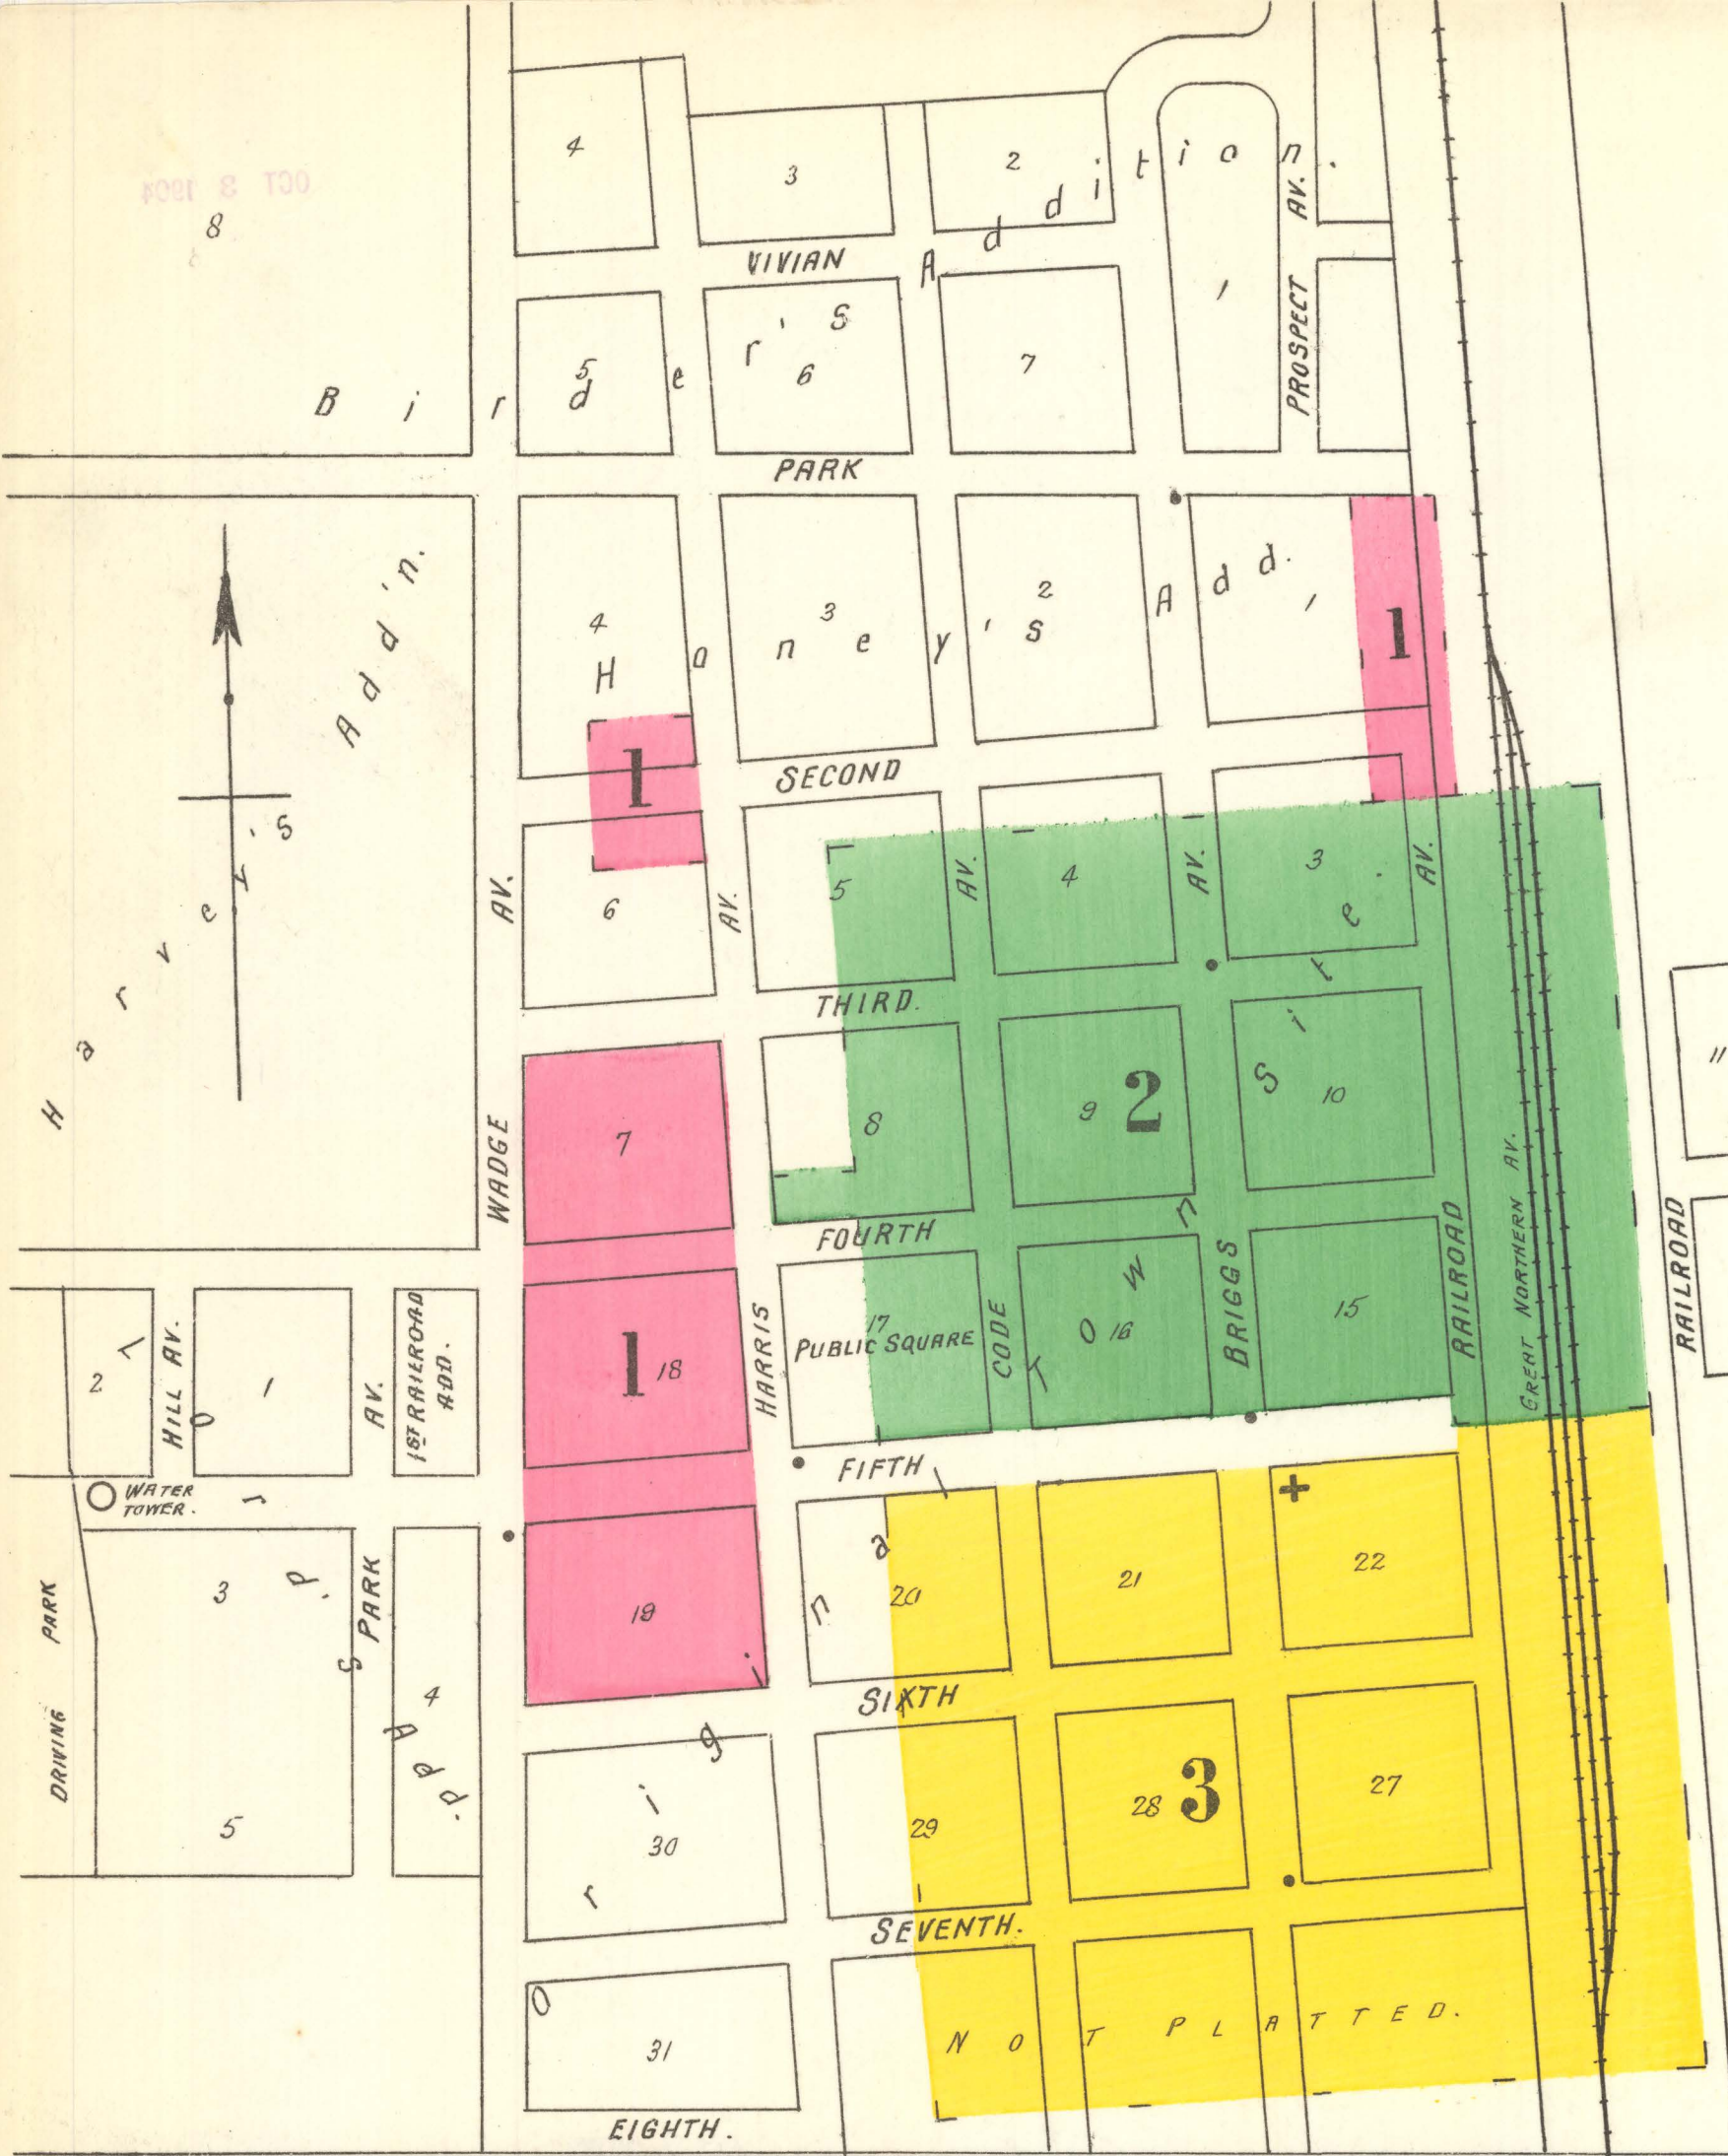 OCT 3 1904
8
4
3
2
1
Birder's Addition.
VIVIAN
5
6
7
PROSPECT AV.
PARK
Harvey's Add'n.
4
3
2
1
Honey's Add.
1
1
SECOND
AV.
AV.
AV.
AV.
AV.
6
5
4
3
THIRD.
WADGE
7
8
9
2
10
11
FOURTH
Original Town Site.
HARRIS
CODE
BRIGGS
RAILROAD
GREAT NORTHERN AV.
RAILROAD
1
18
17
PUBLIC SQUARE
16
15
2
HILL AV.
1
AV.
1ST RAILROAD
ADD.
WATER
TOWER.
FIFTH
3
PARK
4
5
DRIVING PARK
19
20
21
22
SIXTH
30
29
28
3
27
SEVENTH.
31
NOT PLATTED.
EIGHTH.